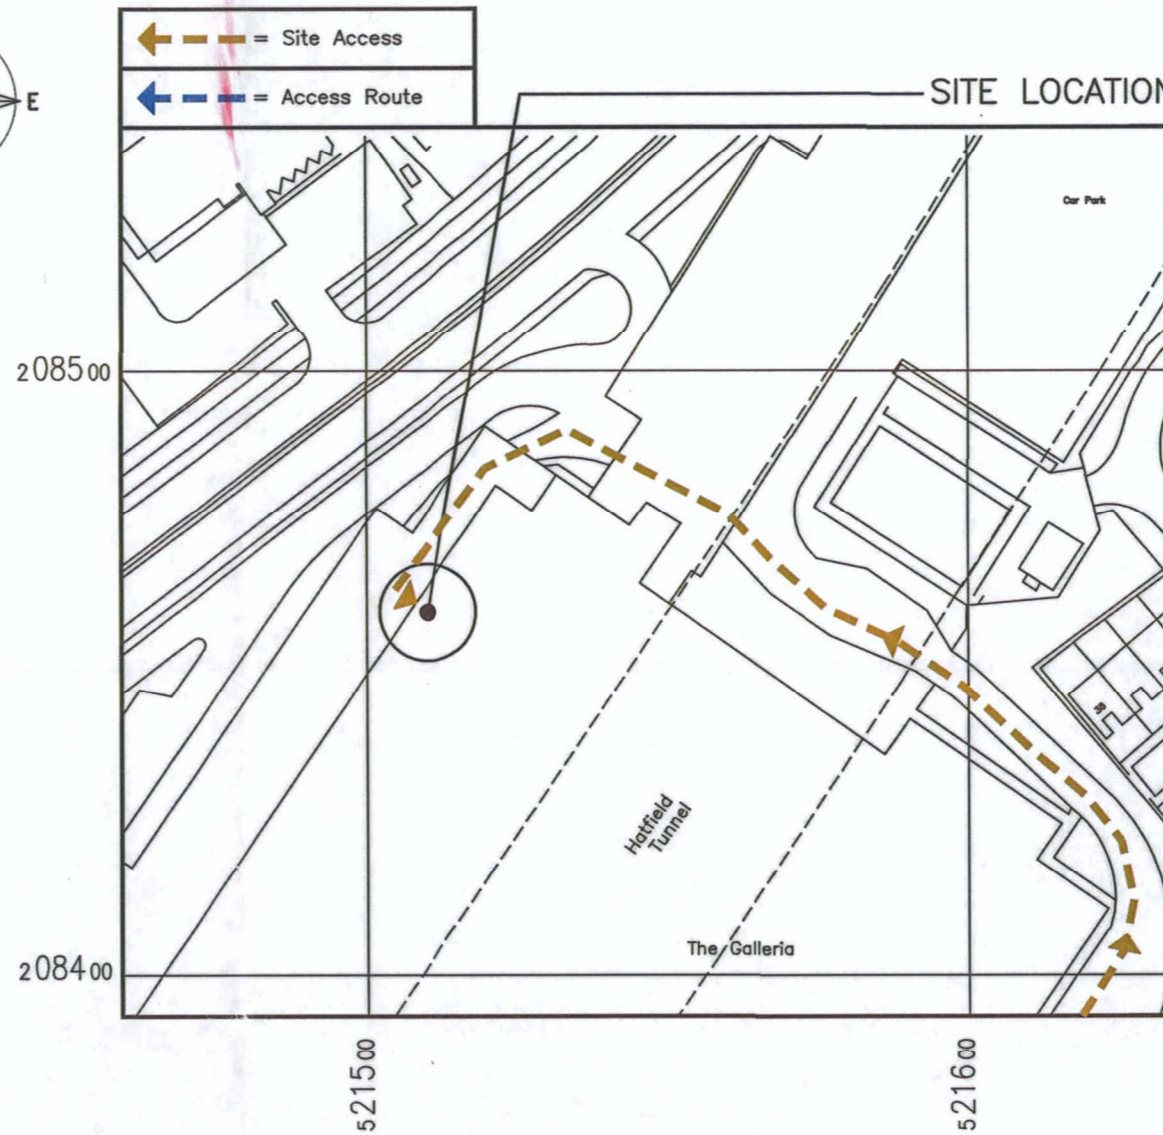 = Site Access
= Access Route
E
SITE LOCATION
Car Park
208500
Hatfield
Tunnel
The Galleria
208400
521500
521600